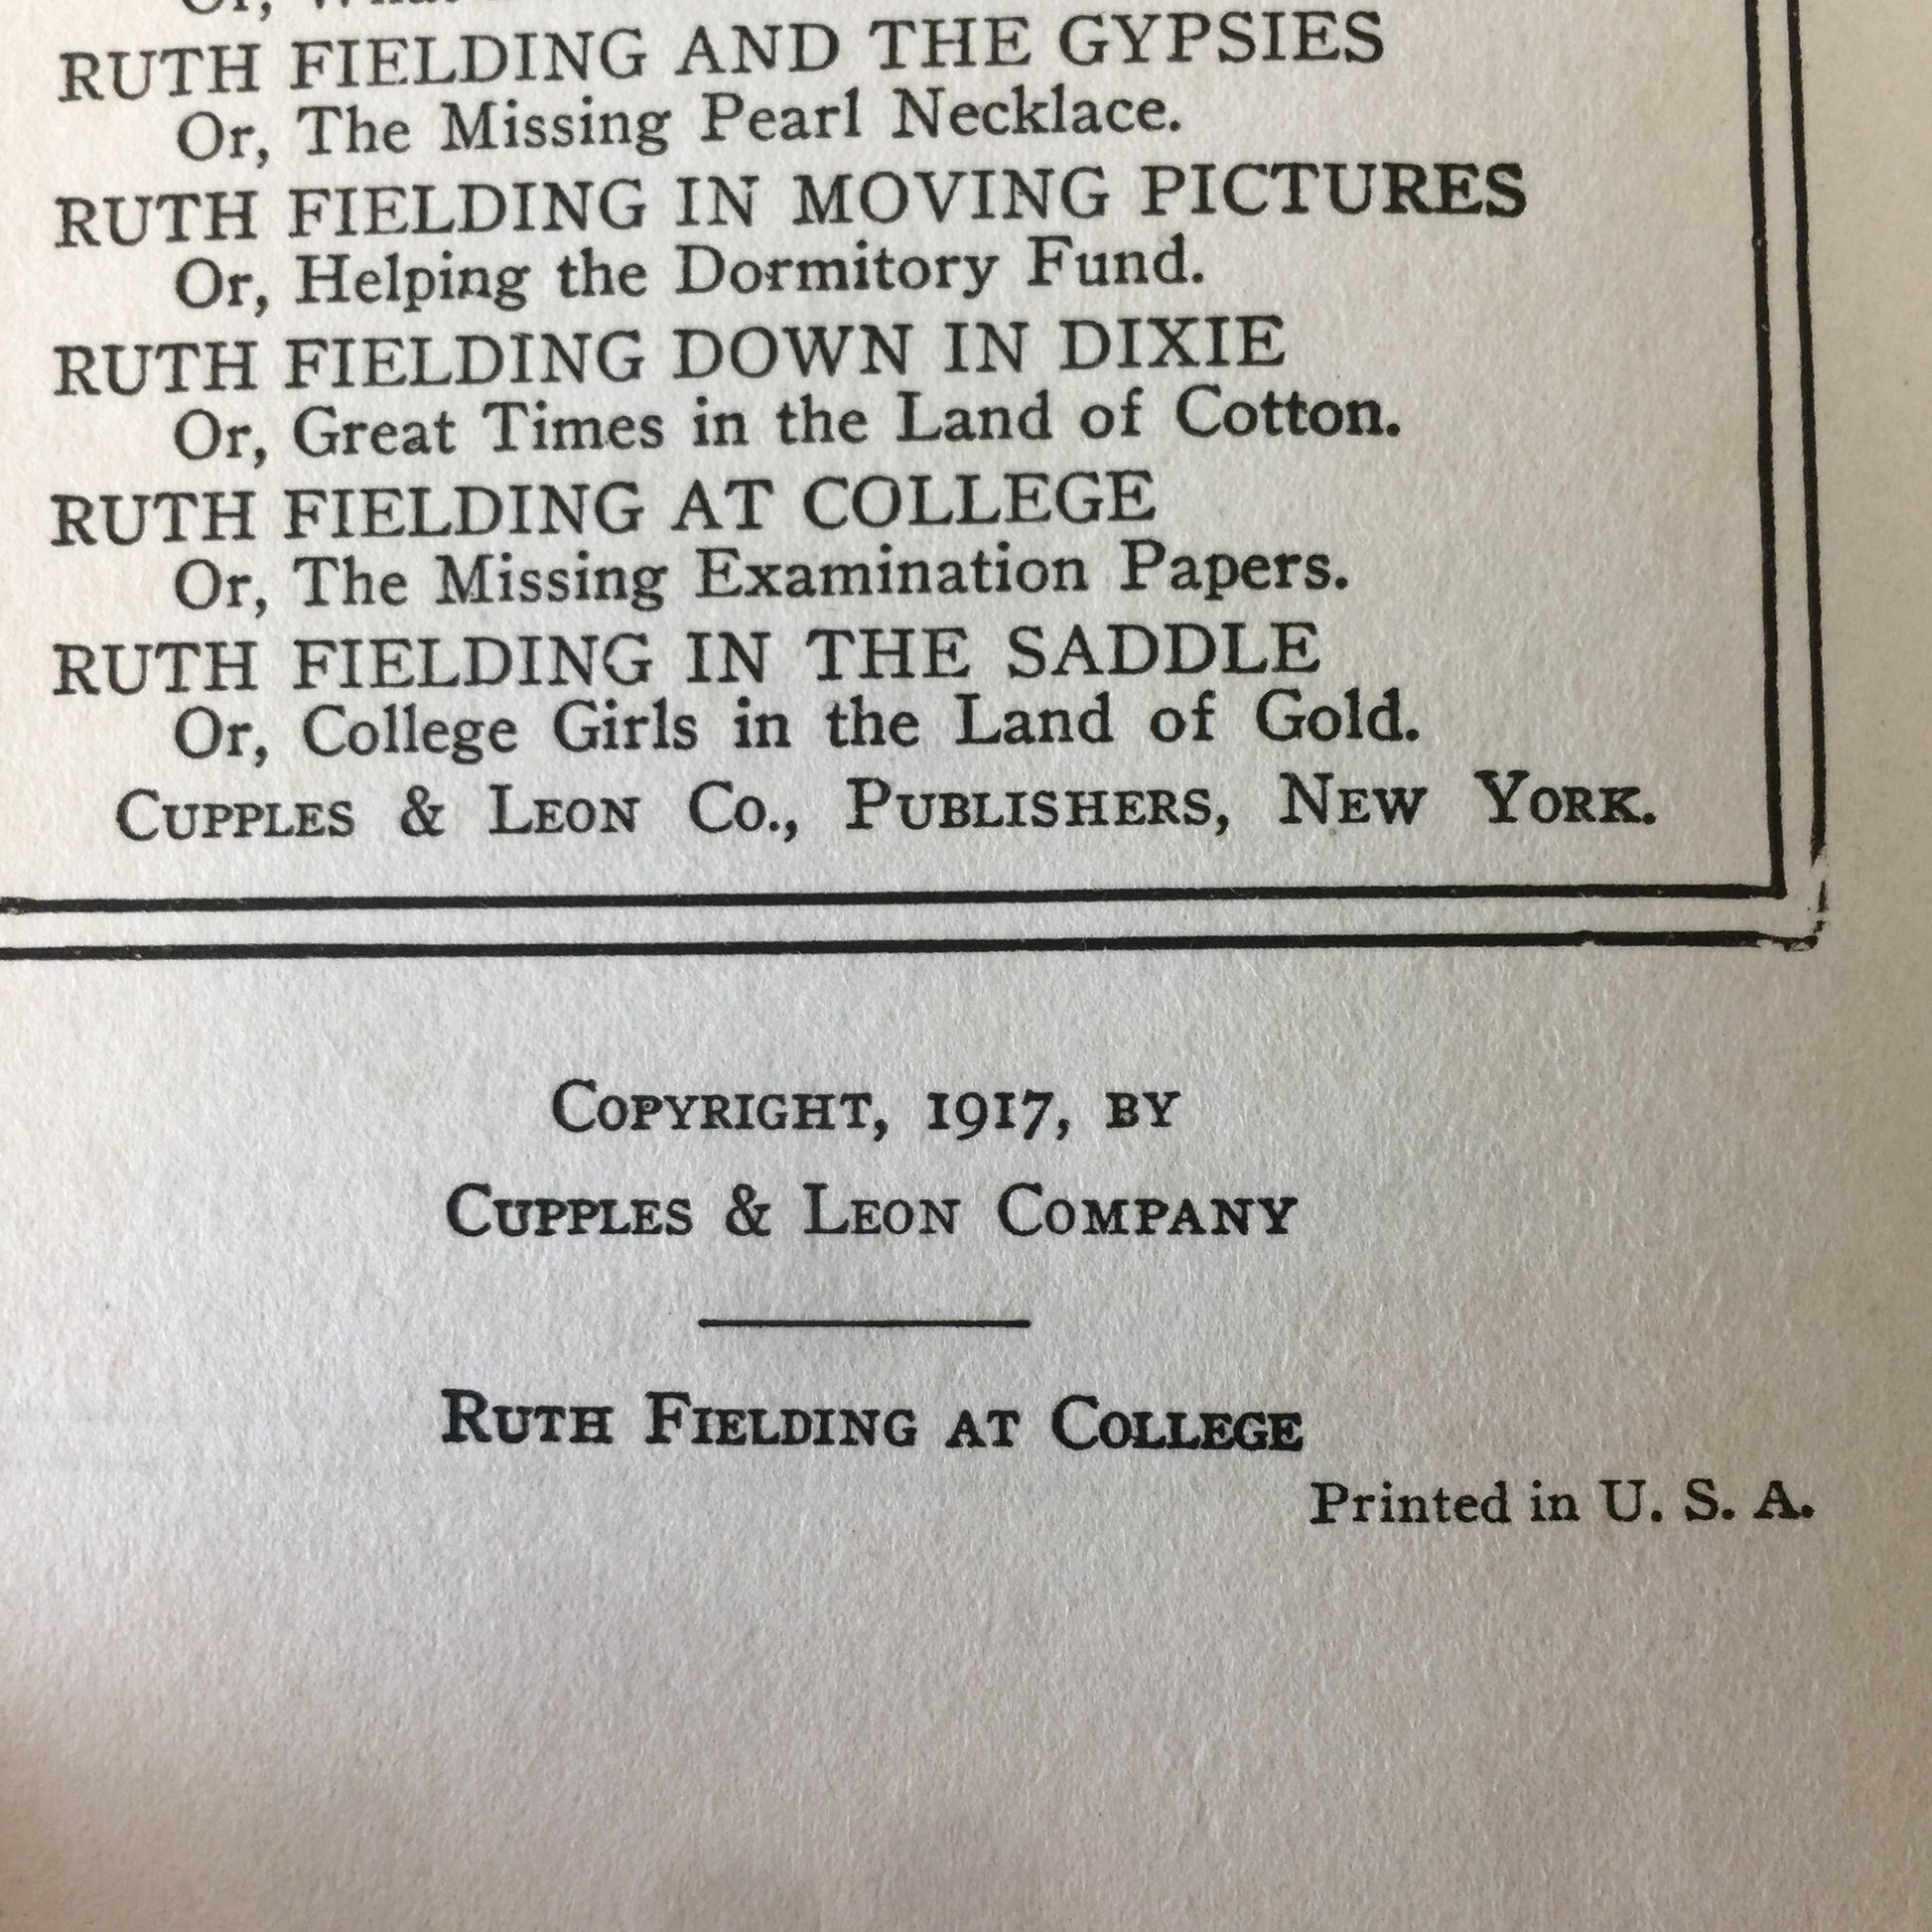 Or,
RUTH FIELDING AND THE GYPSIES
Or, The Missing Pearl Necklace.
RUTH FIELDING IN MOVING PICTURES
Or, Helping the Dormitory Fund.
RUTH FIELDING DOWN IN DIXIE
Or, Great Times in the Land of Cotton.
RUTH FIELDING AT COLLEGE
Or, The Missing Examination Papers.
RUTH FIELDING IN THE SADDLE
Or, College Girls in the Land of Gold.
CUPPLES & LEON CO., PUBLISHERS, NEW YORK.
COPYRIGHT, 1917, BY
CUPPLES & LEON COMPANY
RUTH FIELDING AT COLLEGE
Printed in U. S. A.